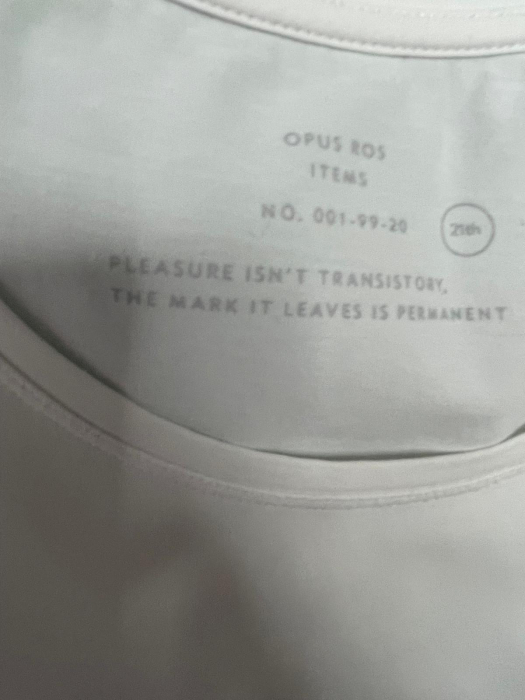 OPUS ROS
ITEMS
NO. 001-99-20
21th
PLEASURE ISN'T TRANSISTORY,
THE MARK IT LEAVES IS PERMANENT